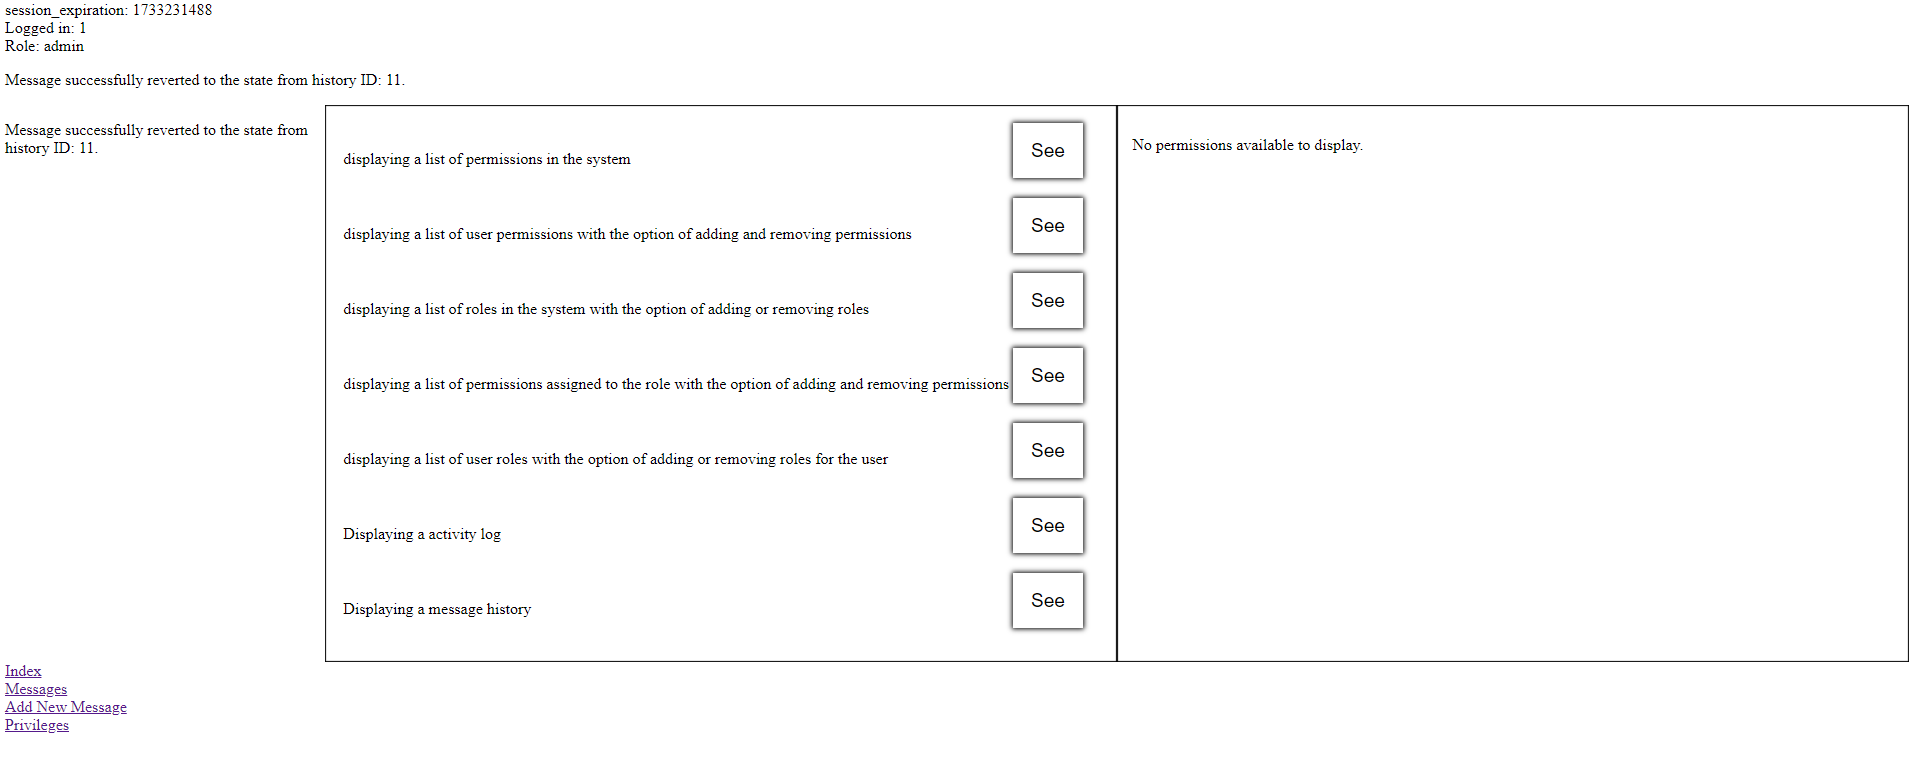 session_expiration: 1733231488
Logged in: 1
Role: admin
Message successfully reverted to the state from history ID: 11.
Message successfully reverted to the state from
history ID: 11.
displaying a list of permissions in the system
See
displaying a list of user permissions with the option of adding and removing permissions
See
displaying a list of roles in the system with the option of adding or removing roles
See
displaying a list of permissions assigned to the role with the option of adding and removing permissions
See
displaying a list of user roles with the option of adding or removing roles for the user
See
Displaying a activity log
See
Displaying a message history
See
No permissions available to display.
Index
Messages
Add New Message
Privileges